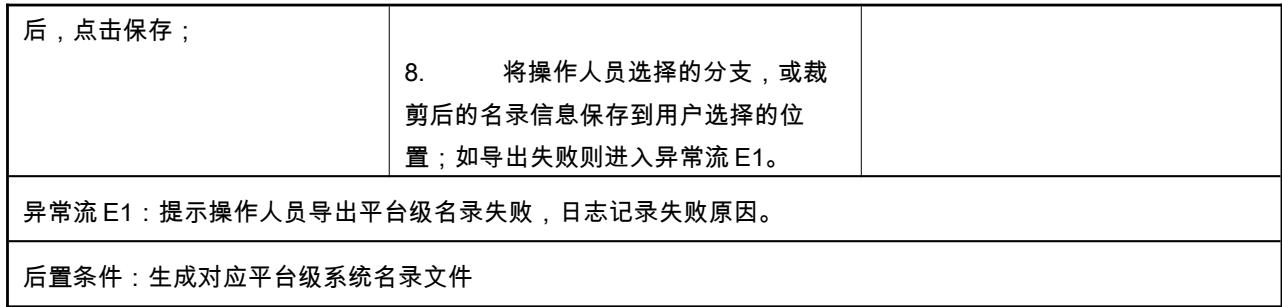 后，点击保存；
8. 将操作人员选择的分支，或裁
剪后的名录信息保存到用户选择的位
置；如导出失败则进入异常流 E1。
异常流 E1：提示操作人员导出平台级名录失败，日志记录失败原因。
后置条件：生成对应平台级系统名录文件